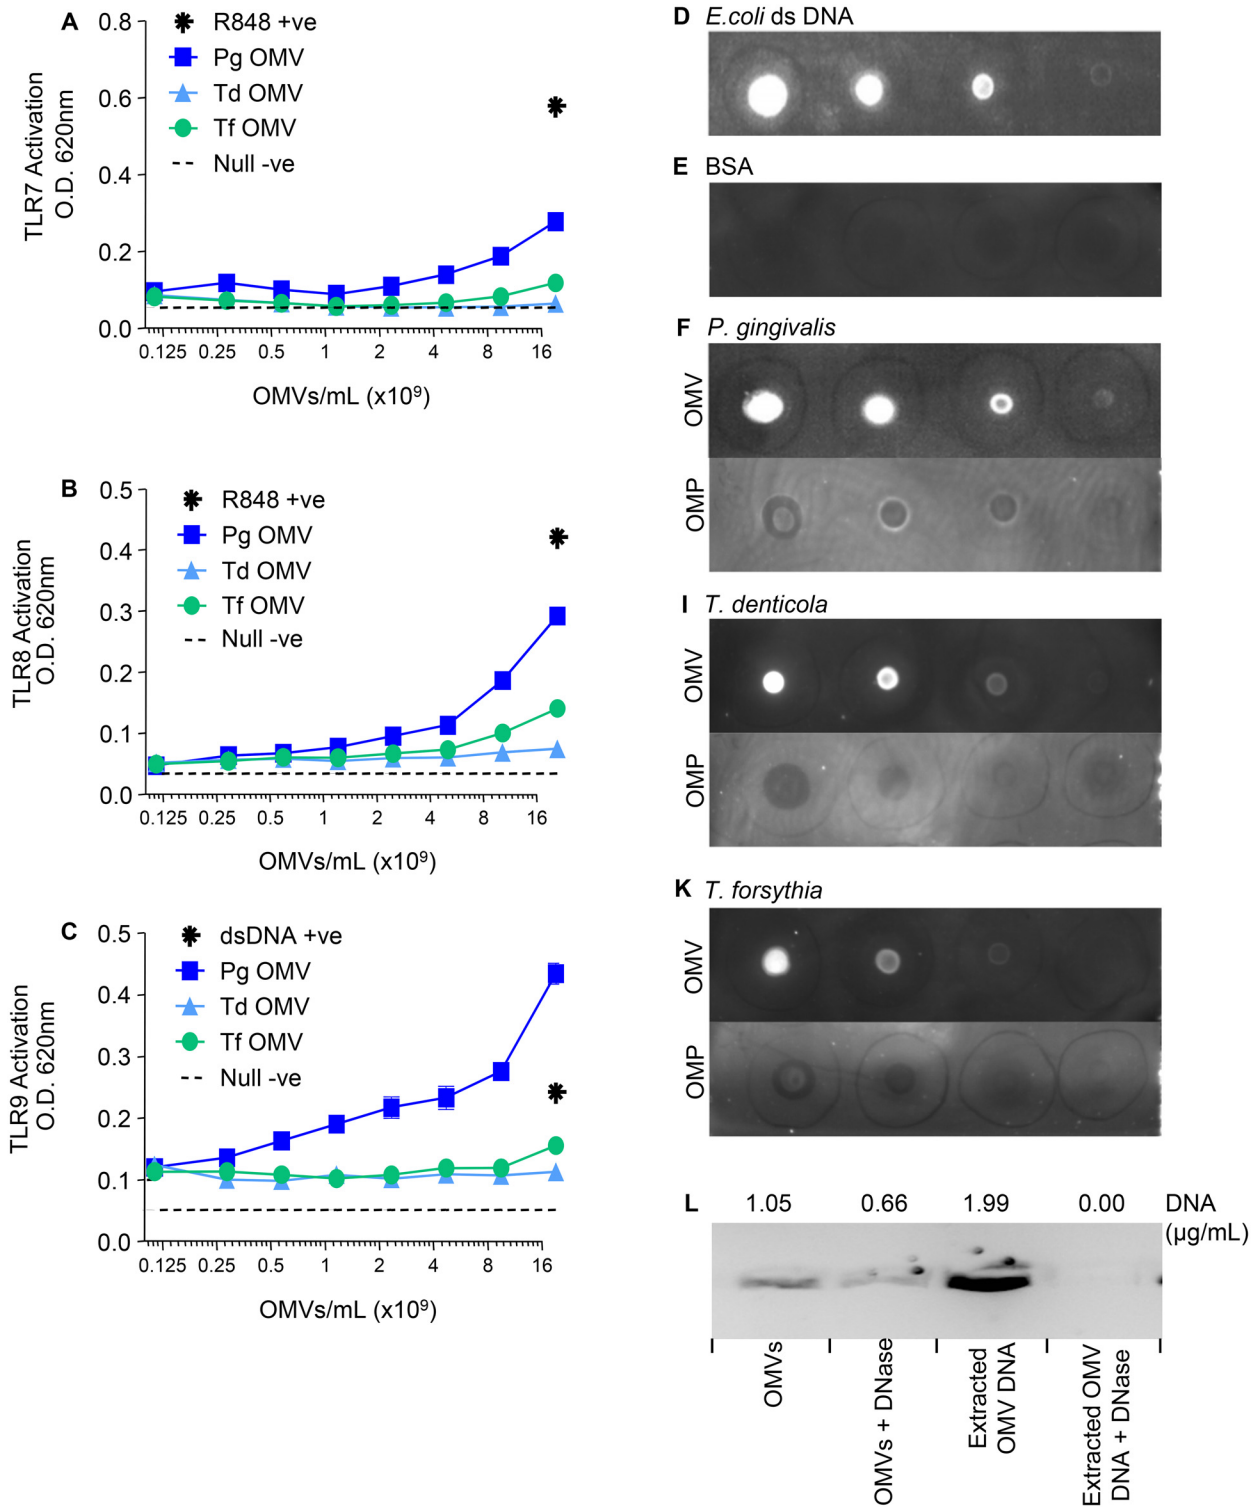 A
TLR7 Activation
O.D. 620nm
0.8
0.6
0.4
0.2
0.0
R848 +ve
Pg OMV
Td OMV
Tf OMV
Null -ve
0.125 0.25 0.5 1 2 4 8 16
OMVs/mL (x10⁹)
B
TLR8 Activation
O.D. 620nm
0.5
0.4
0.3
0.2
0.1
0.0
R848 +ve
Pg OMV
Td OMV
Tf OMV
Null -ve
0.125 0.25 0.5 1 2 4 8 16
OMVs/mL (x10⁹)
C
TLR9 Activation
O.D. 620nm
0.5
0.4
0.3
0.2
0.1
0.0
dsDNA +ve
Pg OMV
Td OMV
Tf OMV
Null -ve
0.125 0.25 0.5 1 2 4 8 16
OMVs/mL (x10⁹)
D E.coli ds DNA
E BSA
F P. gingivalis
OMV
OMP
I T. denticola
OMV
OMP
K T. forsythia
OMV
OMP
L 1.05 0.66 1.99 0.00 DNA
(µg/mL)
OMVs
OMVs + DNase
Extracted
OMV DNA
Extracted OMV
DNA + DNase